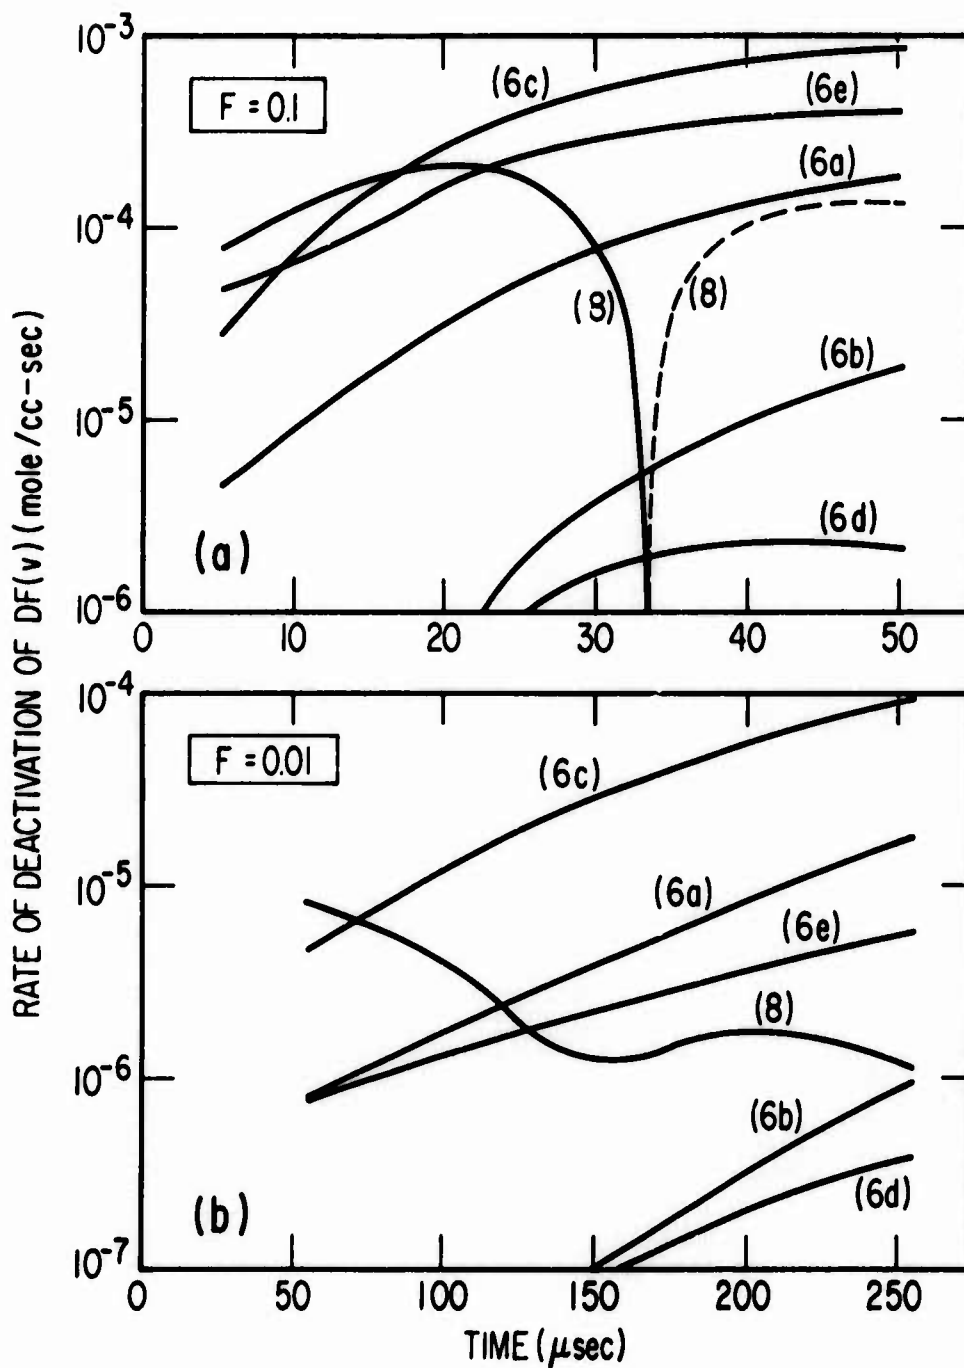 RATE OF DEACTIVATION OF DF(v) (mole/cc-sec)
10⁻³
10⁻⁴
10⁻⁵
10⁻⁶
F = 0.1
(6c)
(6e)
(6a)
(8)
(8)
(6b)
(6d)
(a)
0 10 20 30 40 50
10⁻⁴
10⁻⁵
10⁻⁶
10⁻⁷
F = 0.01
(6c)
(6a)
(6e)
(8)
(6b)
(6d)
(b)
0 50 100 150 200 250
TIME (μsec)